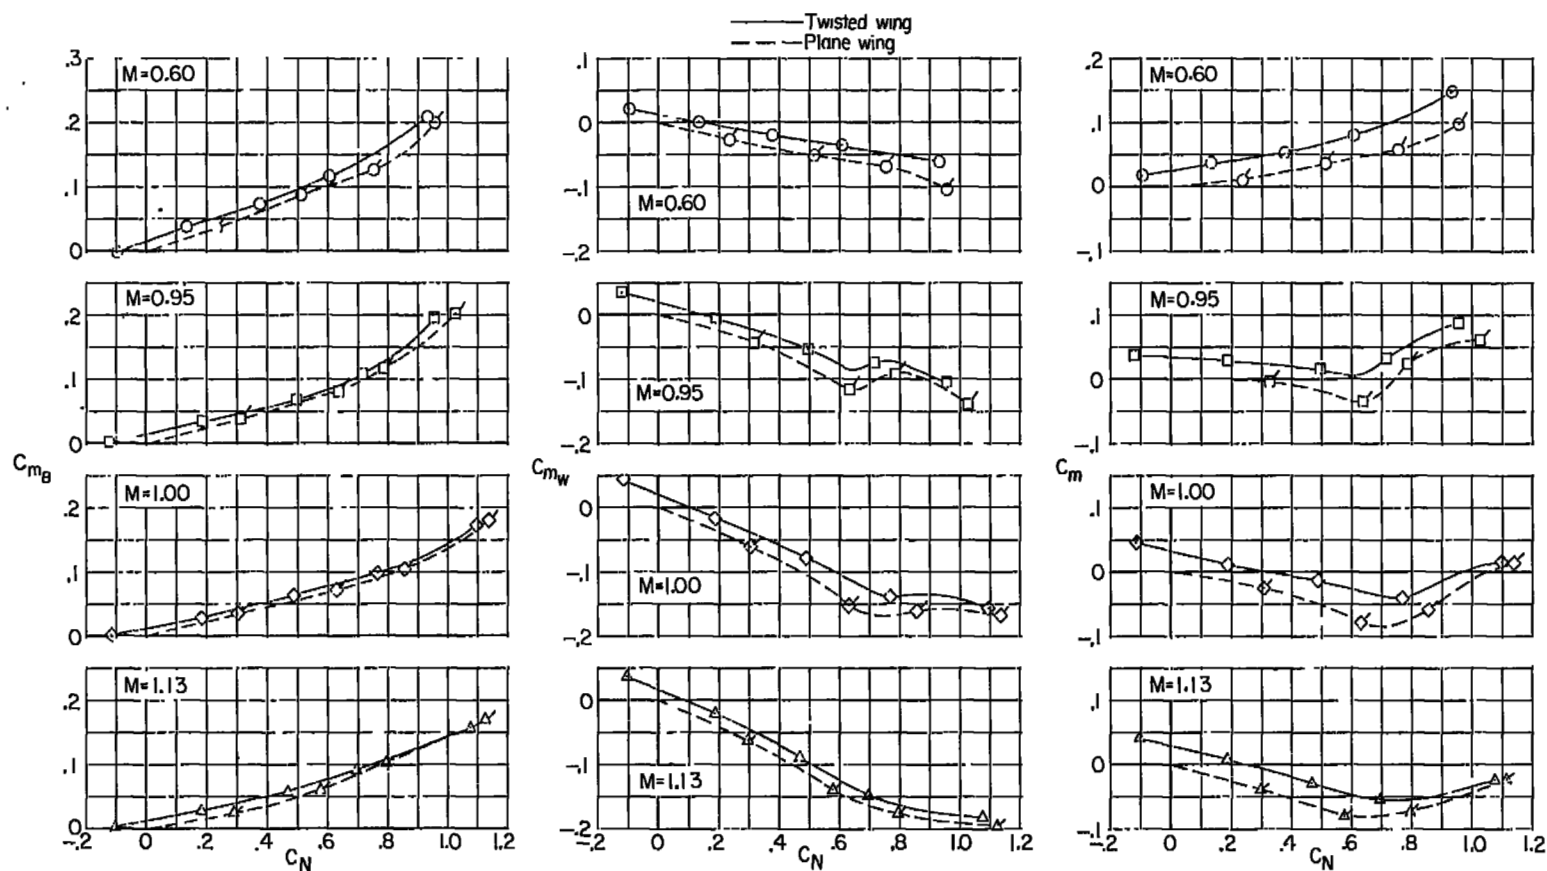 Twisted wing
Plane wing
.3
M=0.60
.2
.1
0
M=0.95
.2
.1
0
C_mB
M=1.00
.2
.1
0
M=1.13
.2
.1
0
-.2 0 .2 .4 .6 .8 1.0 1.2
C_N
.1
0
-.1
M=0.60
-.2
0
-.1
M=0.95
-.2
C_mW
0
-.1
M=1.00
-.2
0
-.1
M=1.13
-.2
-.2 0 .2 .4 .6 .8 1.0 1.2
C_N
.2
M=0.60
.1
0
-.1
M=0.95
.1
0
-.1
C_m
M=1.00
.1
0
-.1
M=1.13
.1
0
-.1
-.2 0 .2 .4 .6 .8 1.0 1.2
C_N